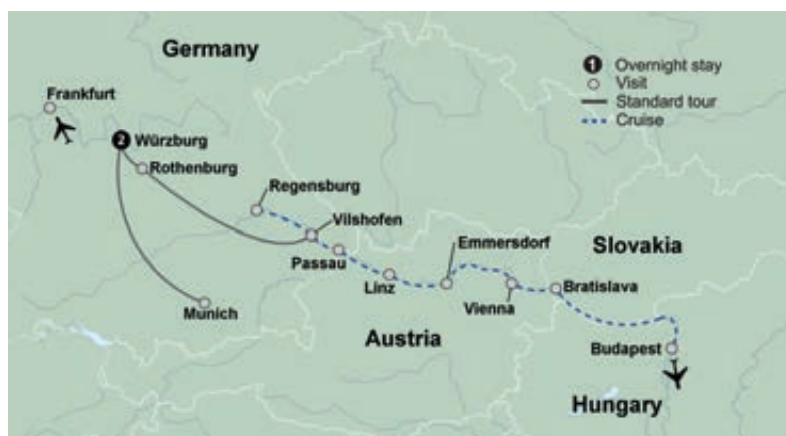 Germany
Frankfurt
1 Overnight stay
Visit
Standard tour
Cruise
2 Würzburg
Rothenburg
Regensburg
Vilshofen
Passau
Linz
Emmersdorf
Slovakia
Munich
Vienna
Bratislava
Austria
Budapest
Hungary